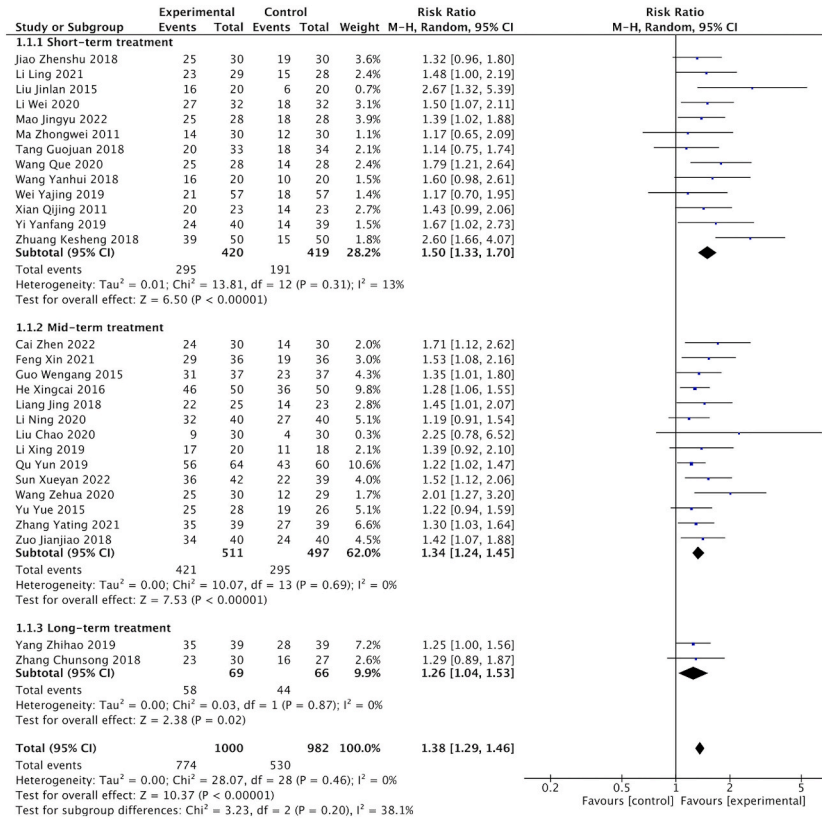 Experimental Control Risk Ratio Risk Ratio
Study or Subgroup Events Total Events Total Weight M-H, Random, 95% CI M-H, Random, 95% CI
1.1.1 Short-term treatment
Jiao Zhenshu 2018 25 30 19 30 3.6% 1.32 [0.96, 1.80]
Li Ling 2021 23 29 15 28 2.4% 1.48 [1.00, 2.19]
Liu Jinlan 2015 16 20 6 20 0.7% 2.67 [1.32, 5.39]
Li Wei 2020 27 32 18 32 3.2% 1.50 [1.07, 2.11]
Mao Jingyu 2022 25 28 18 28 3.9% 1.39 [1.02, 1.88]
Ma Zhongwei 2011 14 30 12 30 1.1% 1.17 [0.65, 2.09]
Tang Guojuan 2018 20 33 18 34 2.1% 1.14 [0.75, 1.74]
Wang Que 2020 25 28 14 28 2.4% 1.79 [1.21, 2.64]
Wang Yanhui 2018 16 20 10 20 1.5% 1.60 [0.98, 2.61]
Wei Yajing 2019 21 57 18 57 1.4% 1.17 [0.70, 1.95]
Xian Qijing 2011 20 23 14 23 2.7% 1.43 [0.99, 2.06]
Yi Yanfang 2019 24 40 14 39 1.5% 1.67 [1.02, 2.73]
Zhuang Kesheng 2018 39 50 15 50 1.8% 2.60 [1.66, 4.07]
Subtotal (95% CI) 420 419 28.2% 1.50 [1.33, 1.70]
Total events 295 191
Heterogeneity: Tau² = 0.01; Chi² = 13.81, df = 12 (P = 0.31); I² = 13%
Test for overall effect: Z = 6.50 (P < 0.00001)
1.1.2 Mid-term treatment
Cai Zhen 2022 24 30 14 30 2.0% 1.71 [1.12, 2.62]
Feng Xin 2021 29 36 19 36 3.0% 1.53 [1.08, 2.16]
Guo Wengang 2015 31 37 23 37 4.3% 1.35 [1.01, 1.80]
He Xingcai 2016 46 50 36 50 9.8% 1.28 [1.06, 1.55]
Liang Jing 2018 22 25 14 23 2.8% 1.45 [1.01, 2.07]
Li Ning 2020 32 40 27 40 5.1% 1.19 [0.91, 1.54]
Liu Chao 2020 9 30 4 30 0.3% 2.25 [0.78, 6.52]
Li Xing 2019 17 20 11 18 2.1% 1.39 [0.92, 2.10]
Qu Yun 2019 56 64 43 60 10.6% 1.22 [1.02, 1.47]
Sun Xueyan 2022 36 42 22 39 4.0% 1.52 [1.12, 2.06]
Wang Zehua 2020 25 30 12 29 1.7% 2.01 [1.27, 3.20]
Yu Yue 2015 25 28 19 26 5.2% 1.22 [0.94, 1.59]
Zhang Yating 2021 35 39 27 39 6.6% 1.30 [1.03, 1.64]
Zuo Jianjiao 2018 34 40 24 40 4.4% 1.42 [1.07, 1.88]
Subtotal (95% CI) 511 497 62.0% 1.34 [1.24, 1.45]
Total events 421 295
Heterogeneity: Tau² = 0.00; Chi² = 10.07, df = 13 (P = 0.69); I² = 0%
Test for overall effect: Z = 7.53 (P < 0.00001)
1.1.3 Long-term treatment
Yang Zhihao 2019 35 39 28 39 7.2% 1.25 [1.00, 1.56]
Zhang Chunsong 2018 23 30 16 27 2.6% 1.29 [0.89, 1.87]
Subtotal (95% CI) 69 66 9.9% 1.26 [1.04, 1.53]
Total events 58 44
Heterogeneity: Tau² = 0.00; Chi² = 0.03, df = 1 (P = 0.87); I² = 0%
Test for overall effect: Z = 2.38 (P = 0.02)
Total (95% CI) 1000 982 100.0% 1.38 [1.29, 1.46]
Total events 774 530
Heterogeneity: Tau² = 0.00; Chi² = 28.07, df = 28 (P = 0.46); I² = 0%
Test for overall effect: Z = 10.37 (P < 0.00001)
Test for subgroup differences: Chi² = 3.23, df = 2 (P = 0.20), I² = 38.1%
0.2 0.5 1 2 5
Favours [control] Favours [experimental]